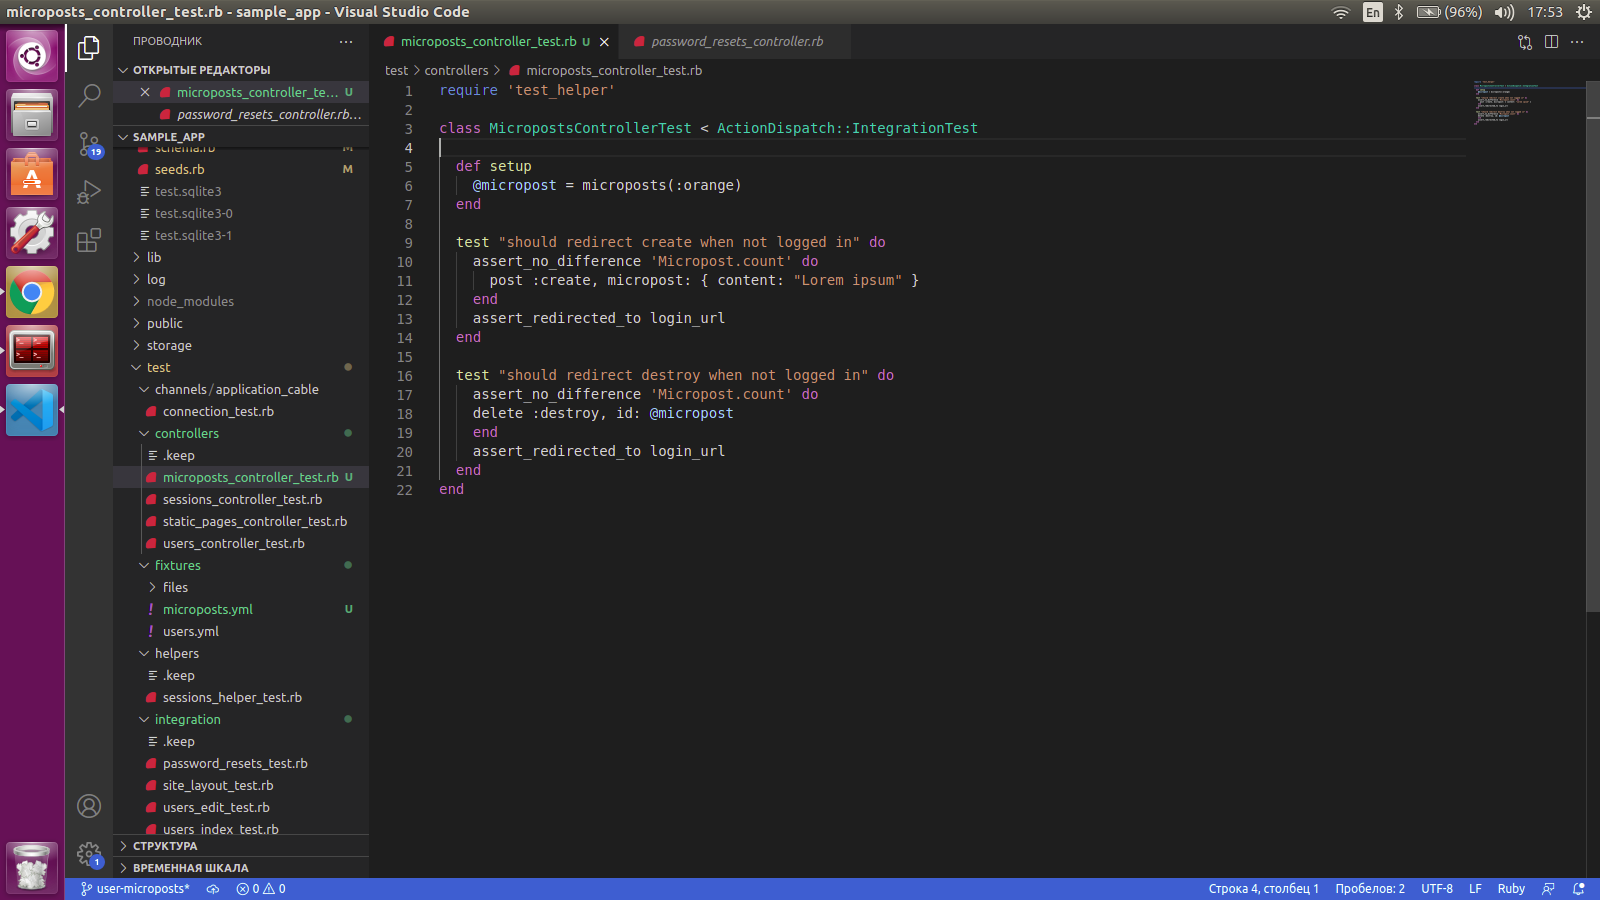 microposts_controller_test.rb - sample_app - Visual Studio Code
En
(96%)
17:53
ПРОВОДНИК
ОТКРЫТЫЕ РЕДАКТОРЫ
microposts_controller_te... U
password_resets_controller.rb...
SAMPLE_APP
schema.rb M
seeds.rb M
test.sqlite3
test.sqlite3-0
test.sqlite3-1
lib
log
node_modules
public
storage
test
channels / application_cable
connection_test.rb
controllers
.keep
microposts_controller_test.rb U
sessions_controller_test.rb
static_pages_controller_test.rb
users_controller_test.rb
fixtures
files
! microposts.yml U
! users.yml
helpers
.keep
sessions_helper_test.rb
integration
.keep
password_resets_test.rb
site_layout_test.rb
users_edit_test.rb
users_index_test.rb
СТРУКТУРА
ВРЕМЕННАЯ ШКАЛА
19
1
microposts_controller_test.rb U
password_resets_controller.rb
test > controllers > microposts_controller_test.rb
1 require 'test_helper'
2
3 class MicropostsControllerTest < ActionDispatch::IntegrationTest
4
5 def setup
6 @micropost = microposts(:orange)
7 end
8
9 test "should redirect create when not logged in" do
10 assert_no_difference 'Micropost.count' do
11 post :create, micropost: { content: "Lorem ipsum" }
12 end
13 assert_redirected_to login_url
14 end
15
16 test "should redirect destroy when not logged in" do
17 assert_no_difference 'Micropost.count' do
18 delete :destroy, id: @micropost
19 end
20 assert_redirected_to login_url
21 end
22 end
user-microposts*
0
0
Строка 4, столбец 1
Пробелов: 2
UTF-8
LF
Ruby